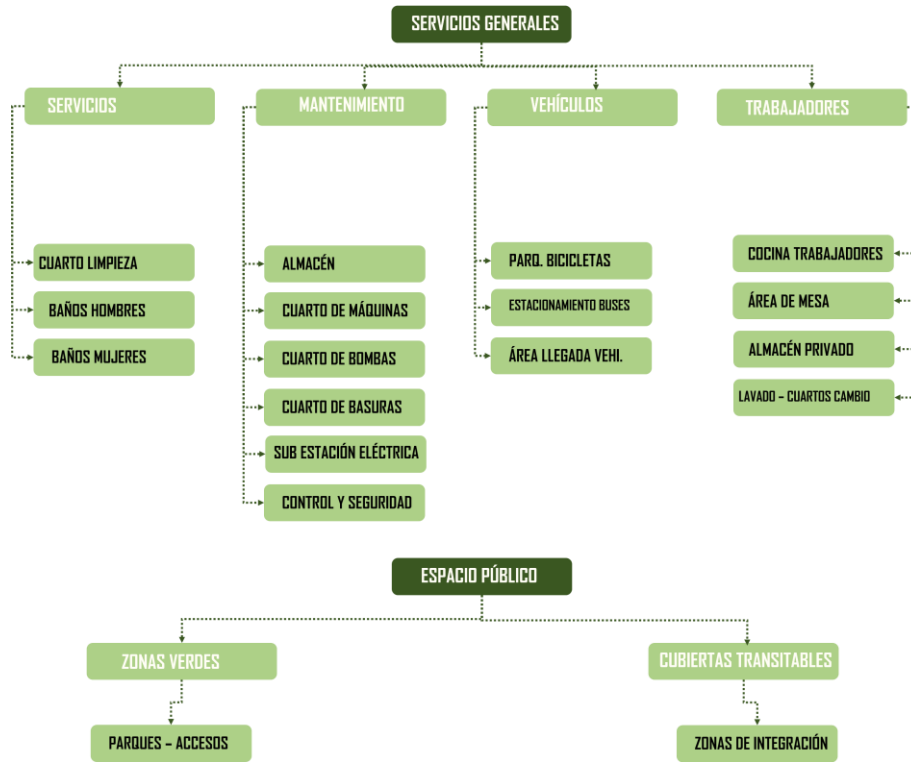 SERVICIOS GENERALES
SERVICIOS
MANTENIMIENTO
VEHÍCULOS
TRABAJADORES
CUARTO LIMPIEZA
BAÑOS HOMBRES
BAÑOS MUJERES
ALMACÉN
CUARTO DE MÁQUINAS
CUARTO DE BOMBAS
CUARTO DE BASURAS
SUB ESTACIÓN ELÉCTRICA
CONTROL Y SEGURIDAD
PARQ. BICICLETAS
ESTACIONAMIENTO BUSES
ÁREA LLEGADA VEHI.
COCINA TRABAJADORES
ÁREA DE MESA
ALMACÉN PRIVADO
LAVADO – CUARTOS CAMBIO
ESPACIO PÚBLICO
ZONAS VERDES
CUBIERTAS TRANSITABLES
PARQUES – ACCESOS
ZONAS DE INTEGRACIÓN